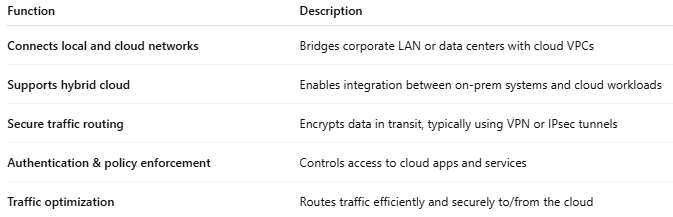 Function Description
Connects local and cloud networks Bridges corporate LAN or data centers with cloud VPCs
Supports hybrid cloud Enables integration between on-prem systems and cloud workloads
Secure traffic routing Encrypts data in transit, typically using VPN or IPsec tunnels
Authentication & policy enforcement Controls access to cloud apps and services
Traffic optimization Routes traffic efficiently and securely to/from the cloud